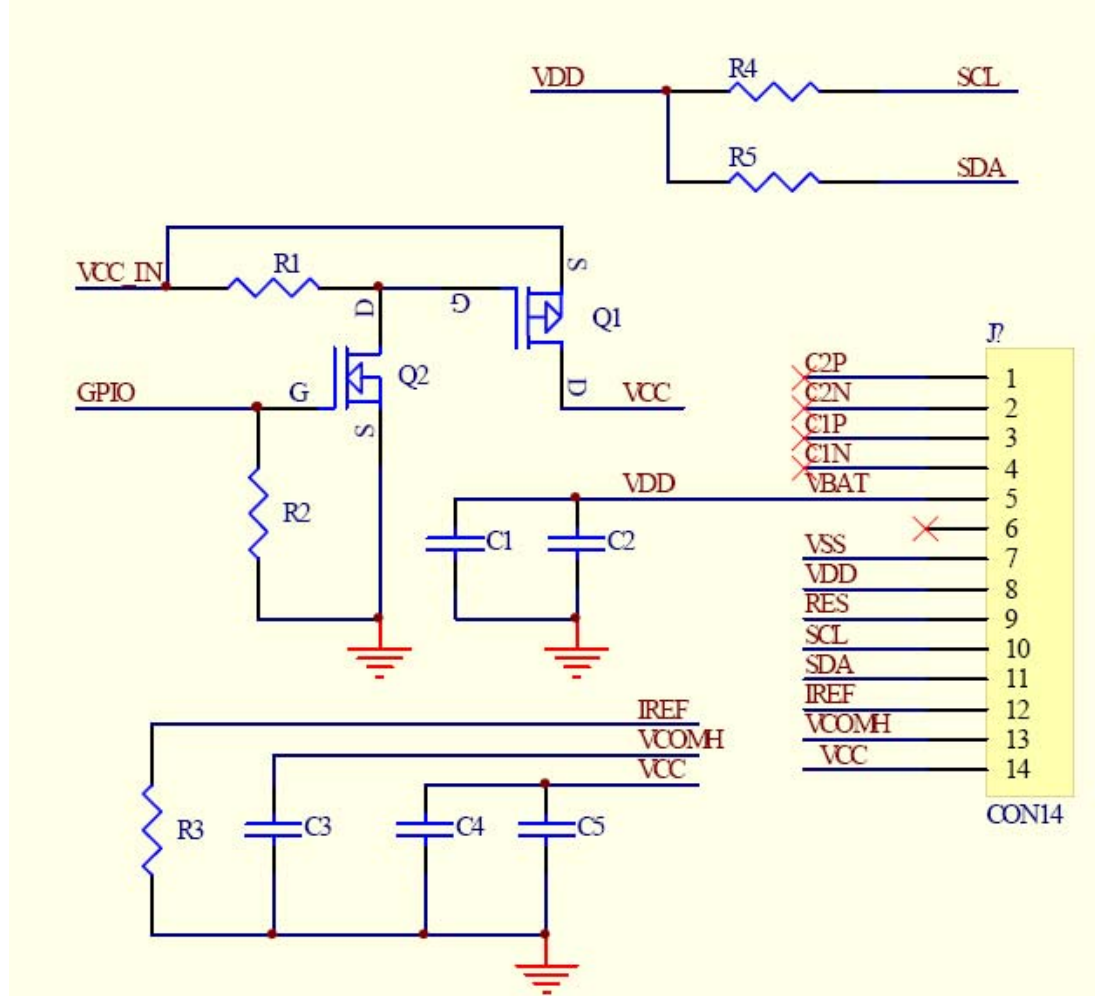 VDD R4 SCL
R5 SDA
VCC_IN R1 D G S Q1
GPIO G Q2 S D VCC
R2
VDD
C1 C2
J?
C2P 1
C2N 2
C1P 3
C1N 4
VBAT 5
6
VSS 7
VDD 8
RES 9
SCL 10
SDA 11
IREF 12
VCOMH 13
VCC 14
CON14
IREF
VCOMH
VCC
R3 C3 C4 C5